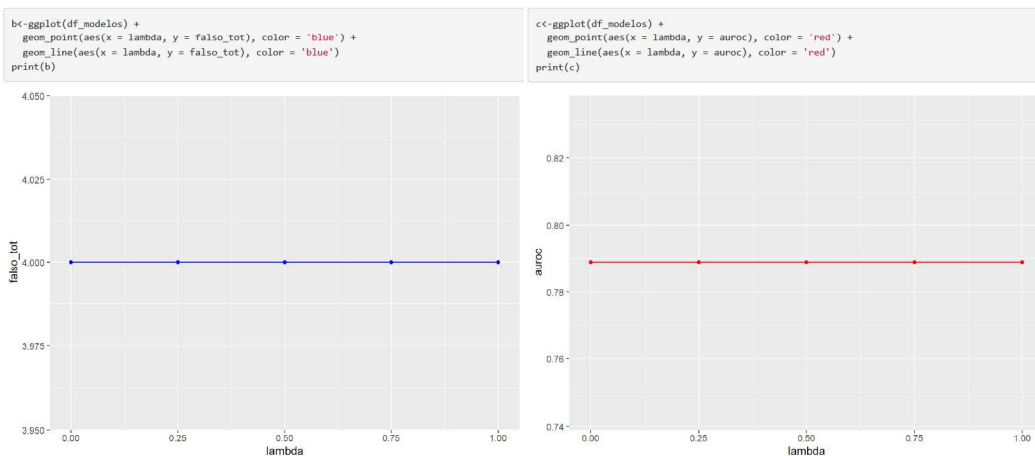 b<-ggplot(df_modelos) +
geom_point(aes(x = lambda, y = falso_tot), color = 'blue') +
geom_line(aes(x = lambda, y = falso_tot), color = 'blue')
print(b)
4.050
4.025
4.000
3.975
3.950
falso_tot
0.00 0.25 0.50 0.75 1.00
lambda
c<-ggplot(df_modelos) +
geom_point(aes(x = lambda, y = auroc), color = 'red') +
geom_line(aes(x = lambda, y = auroc), color = 'red')
print(c)
0.82
0.80
0.78
0.76
0.74
auroc
0.00 0.25 0.50 0.75 1.00
lambda